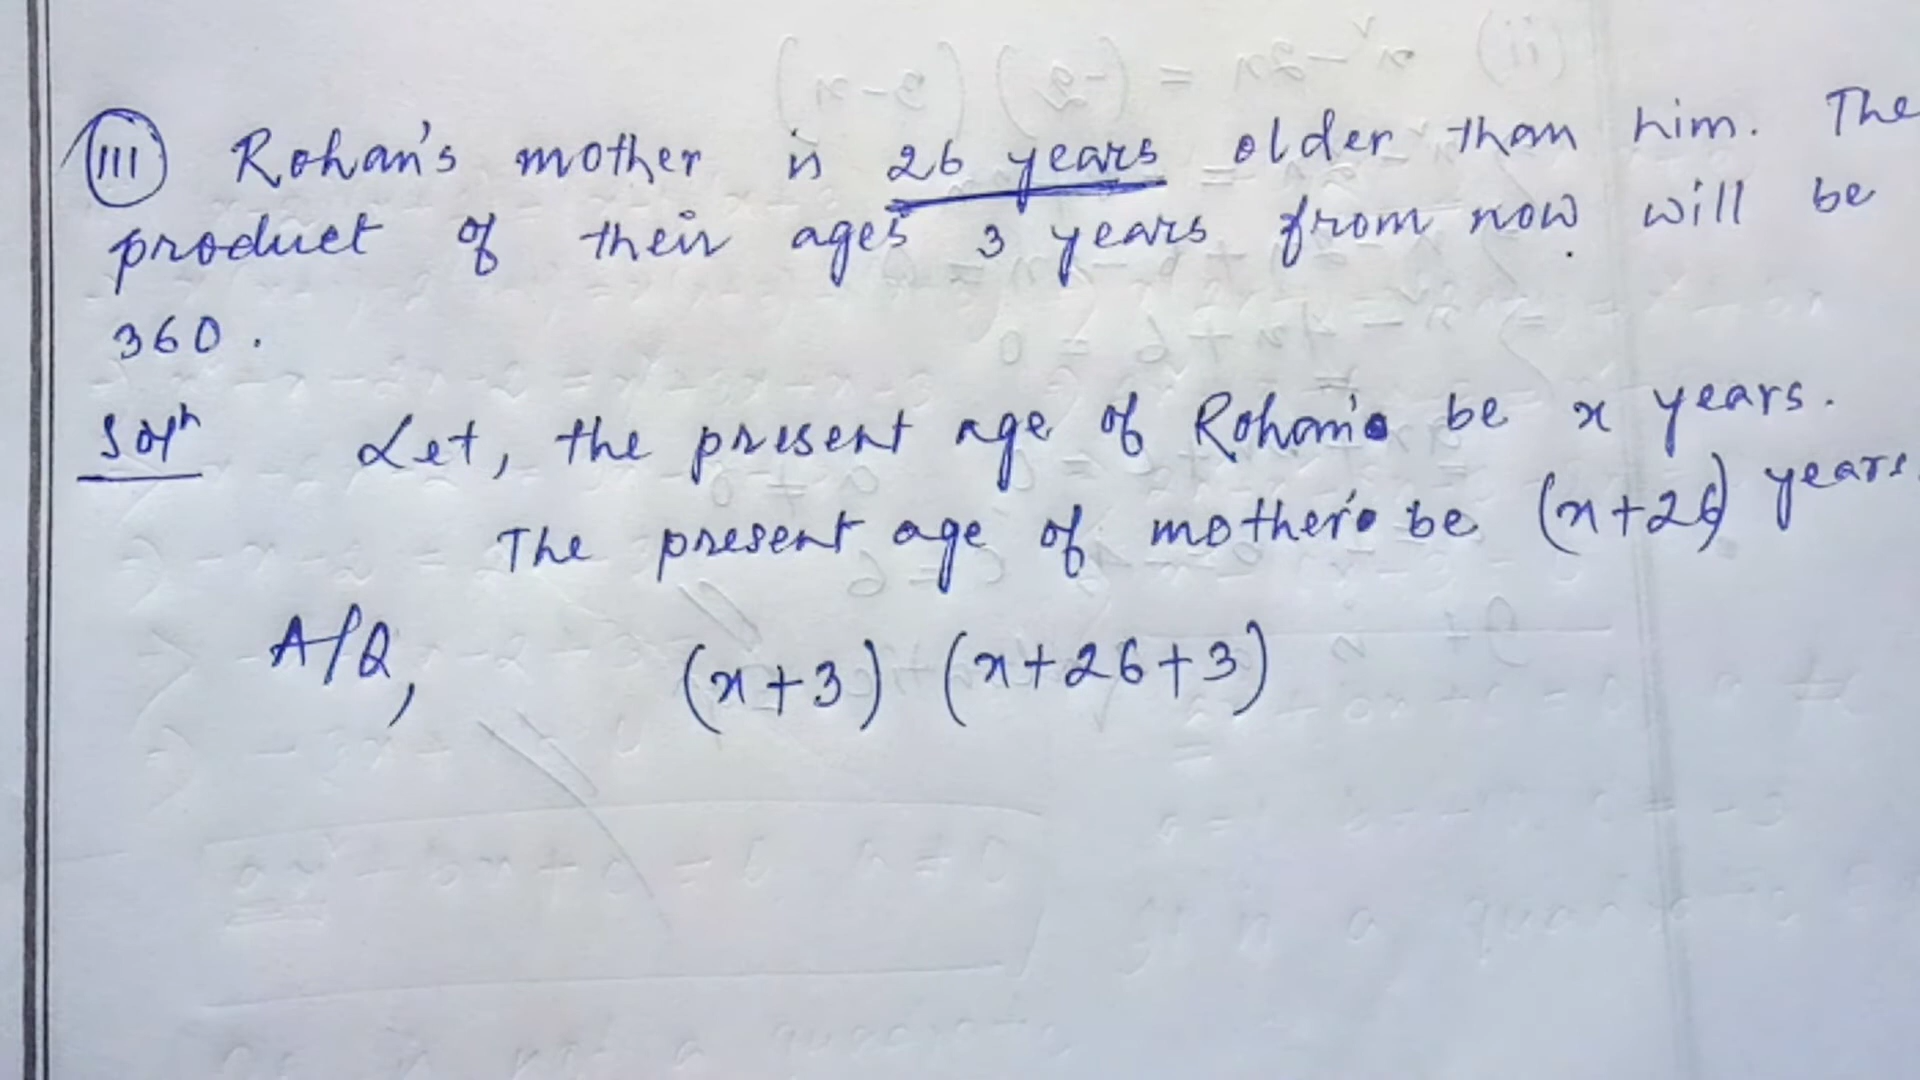 (iii) Rohan's mother is 26 years older than him. The
product of their ages 3 years from now will be
360.
Solⁿ Let, the present age of Rohan's be x years.
The present age of mother's be (x+26) years.
A/Q, (x+3) (x+26+3)